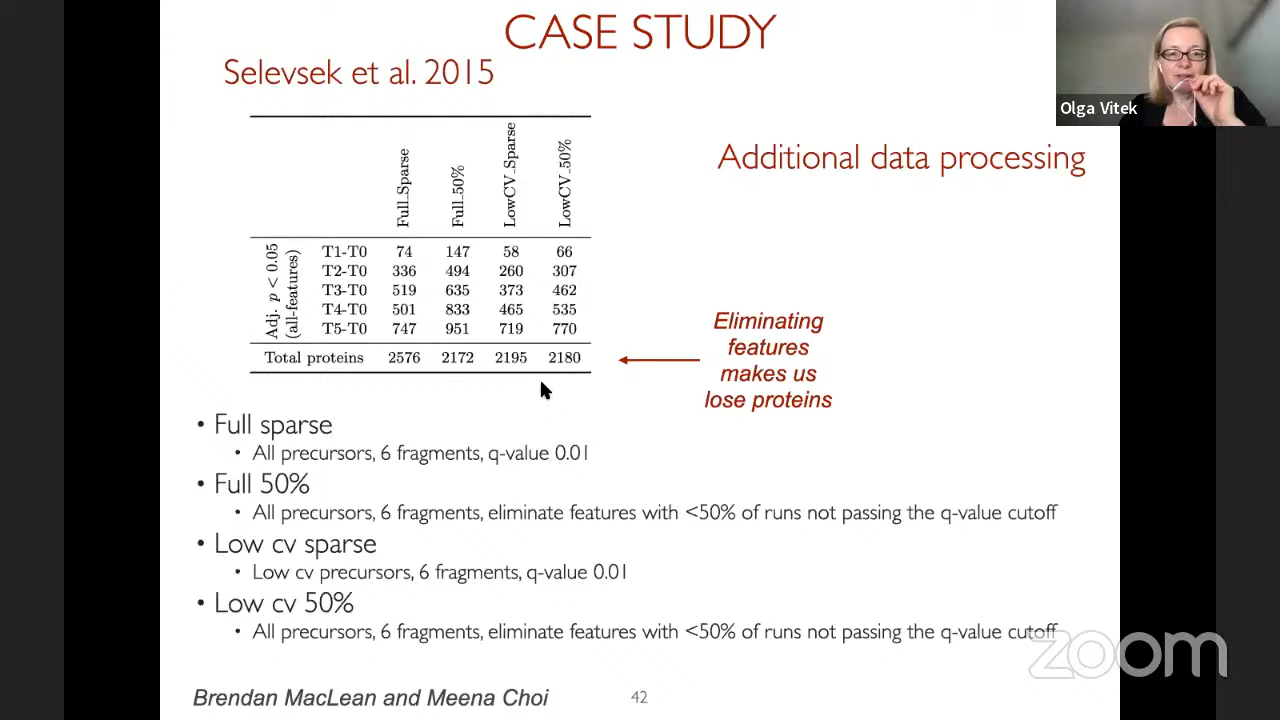 CASE STUDY
Selevsek et al. 2015
Olga Vitek
Additional data processing
Full_Sparse Full_50% LowCV_Sparse LowCV_50%
Adj. p < 0.05
(all-features)
T1-T0 74 147 58 66
T2-T0 336 494 260 307
T3-T0 519 635 373 462
T4-T0 501 833 465 535
T5-T0 747 951 719 770
Total proteins 2576 2172 2195 2180
Eliminating
features
makes us
lose proteins
• Full sparse
• All precursors, 6 fragments, q-value 0.01
• Full 50%
• All precursors, 6 fragments, eliminate features with <50% of runs not passing the q-value cutoff
• Low cv sparse
• Low cv precursors, 6 fragments, q-value 0.01
• Low cv 50%
• All precursors, 6 fragments, eliminate features with <50% of runs not passing the q-value cutoff
zoom
Brendan MacLean and Meena Choi
42